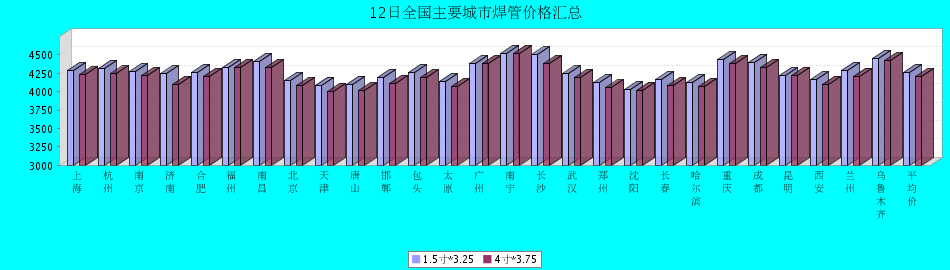 12日全国主要城市焊管价格汇总
4500
4250
4000
3750
3500
3250
3000
上海
杭州
南京
济南
合肥
福州
南昌
北京
天津
唐山
邯郸
包头
太原
广州
南宁
长沙
武汉
郑州
沈阳
长春
哈尔滨
重庆
成都
昆明
西安
兰州
乌鲁木齐
平均价
1.5寸*3.25
4寸*3.75